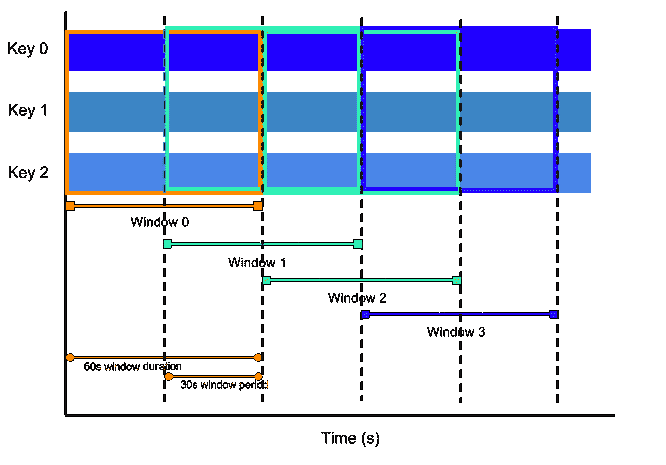 Key 0
Key 1
Key 2
Window 0
Window 1
Window 2
Window 3
60s window duration
30s window period
Time (s)